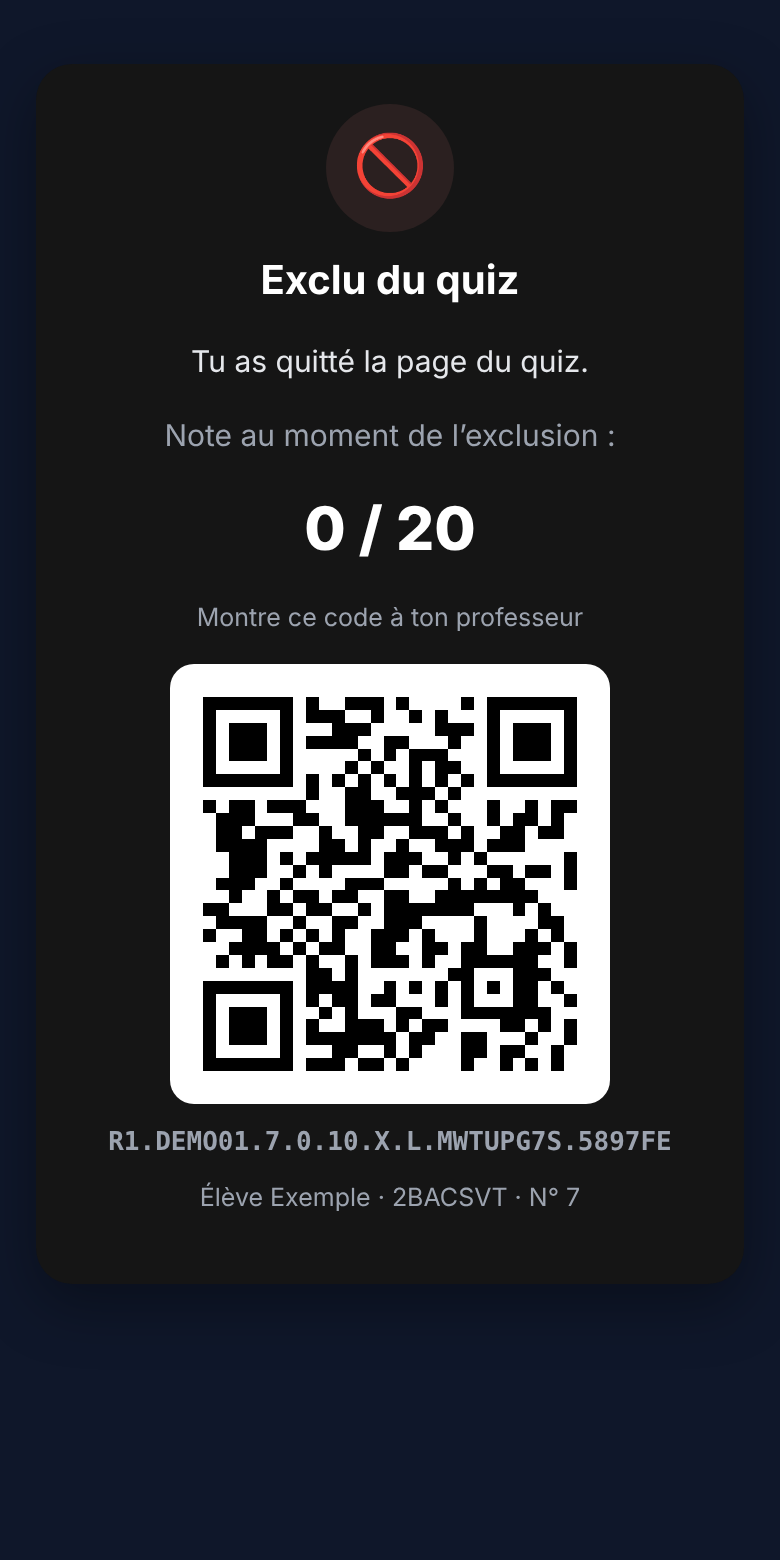 Exclu du quiz
Tu as quitté la page du quiz.
Note au moment de l’exclusion :
0 / 20
Montre ce code à ton professeur
R1.DEMO01.7.0.10.X.L.MWTUPG7S.5897FE
Élève Exemple · 2BACSVT · N° 7